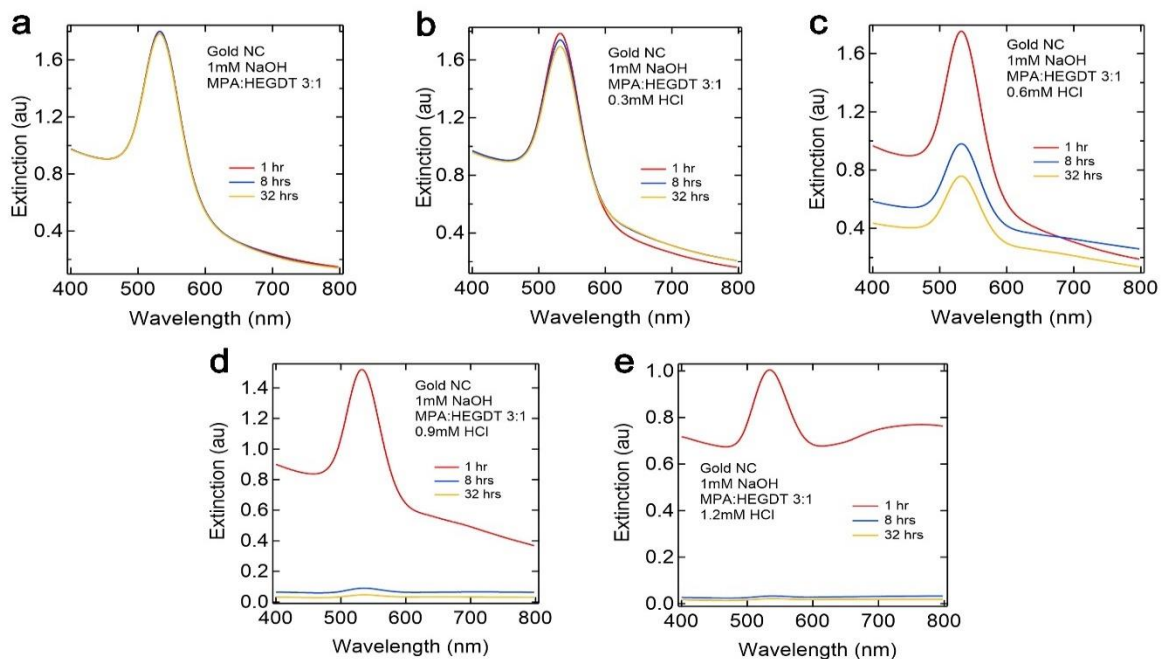 a
Extinction (au)
1.6
1.2
0.8
0.4
Gold NC
1mM NaOH
MPA:HEGDT 3:1
1 hr
8 hrs
32 hrs
400 500 600 700 800
Wavelength (nm)
b
Extinction (au)
1.6
1.2
0.8
0.4
Gold NC
1mM NaOH
MPA:HEGDT 3:1
0.3mM HCl
1 hr
8 hrs
32 hrs
400 500 600 700 800
Wavelength (nm)
c
Extinction (au)
1.6
1.2
0.8
0.4
Gold NC
1mM NaOH
MPA:HEGDT 3:1
0.6mM HCl
1 hr
8 hrs
32 hrs
400 500 600 700 800
Wavelength (nm)
d
Extinction (au)
1.4
1.2
1.0
0.8
0.6
0.4
0.2
0.0
Gold NC
1mM NaOH
MPA:HEGDT 3:1
0.9mM HCl
1 hr
8 hrs
32 hrs
400 500 600 700 800
Wavelength (nm)
e
Extinction (au)
1.0
0.8
0.6
0.4
0.2
0.0
Gold NC
1mM NaOH
MPA:HEGDT 3:1
1.2mM HCl
1 hr
8 hrs
32 hrs
400 500 600 700 800
Wavelength (nm)